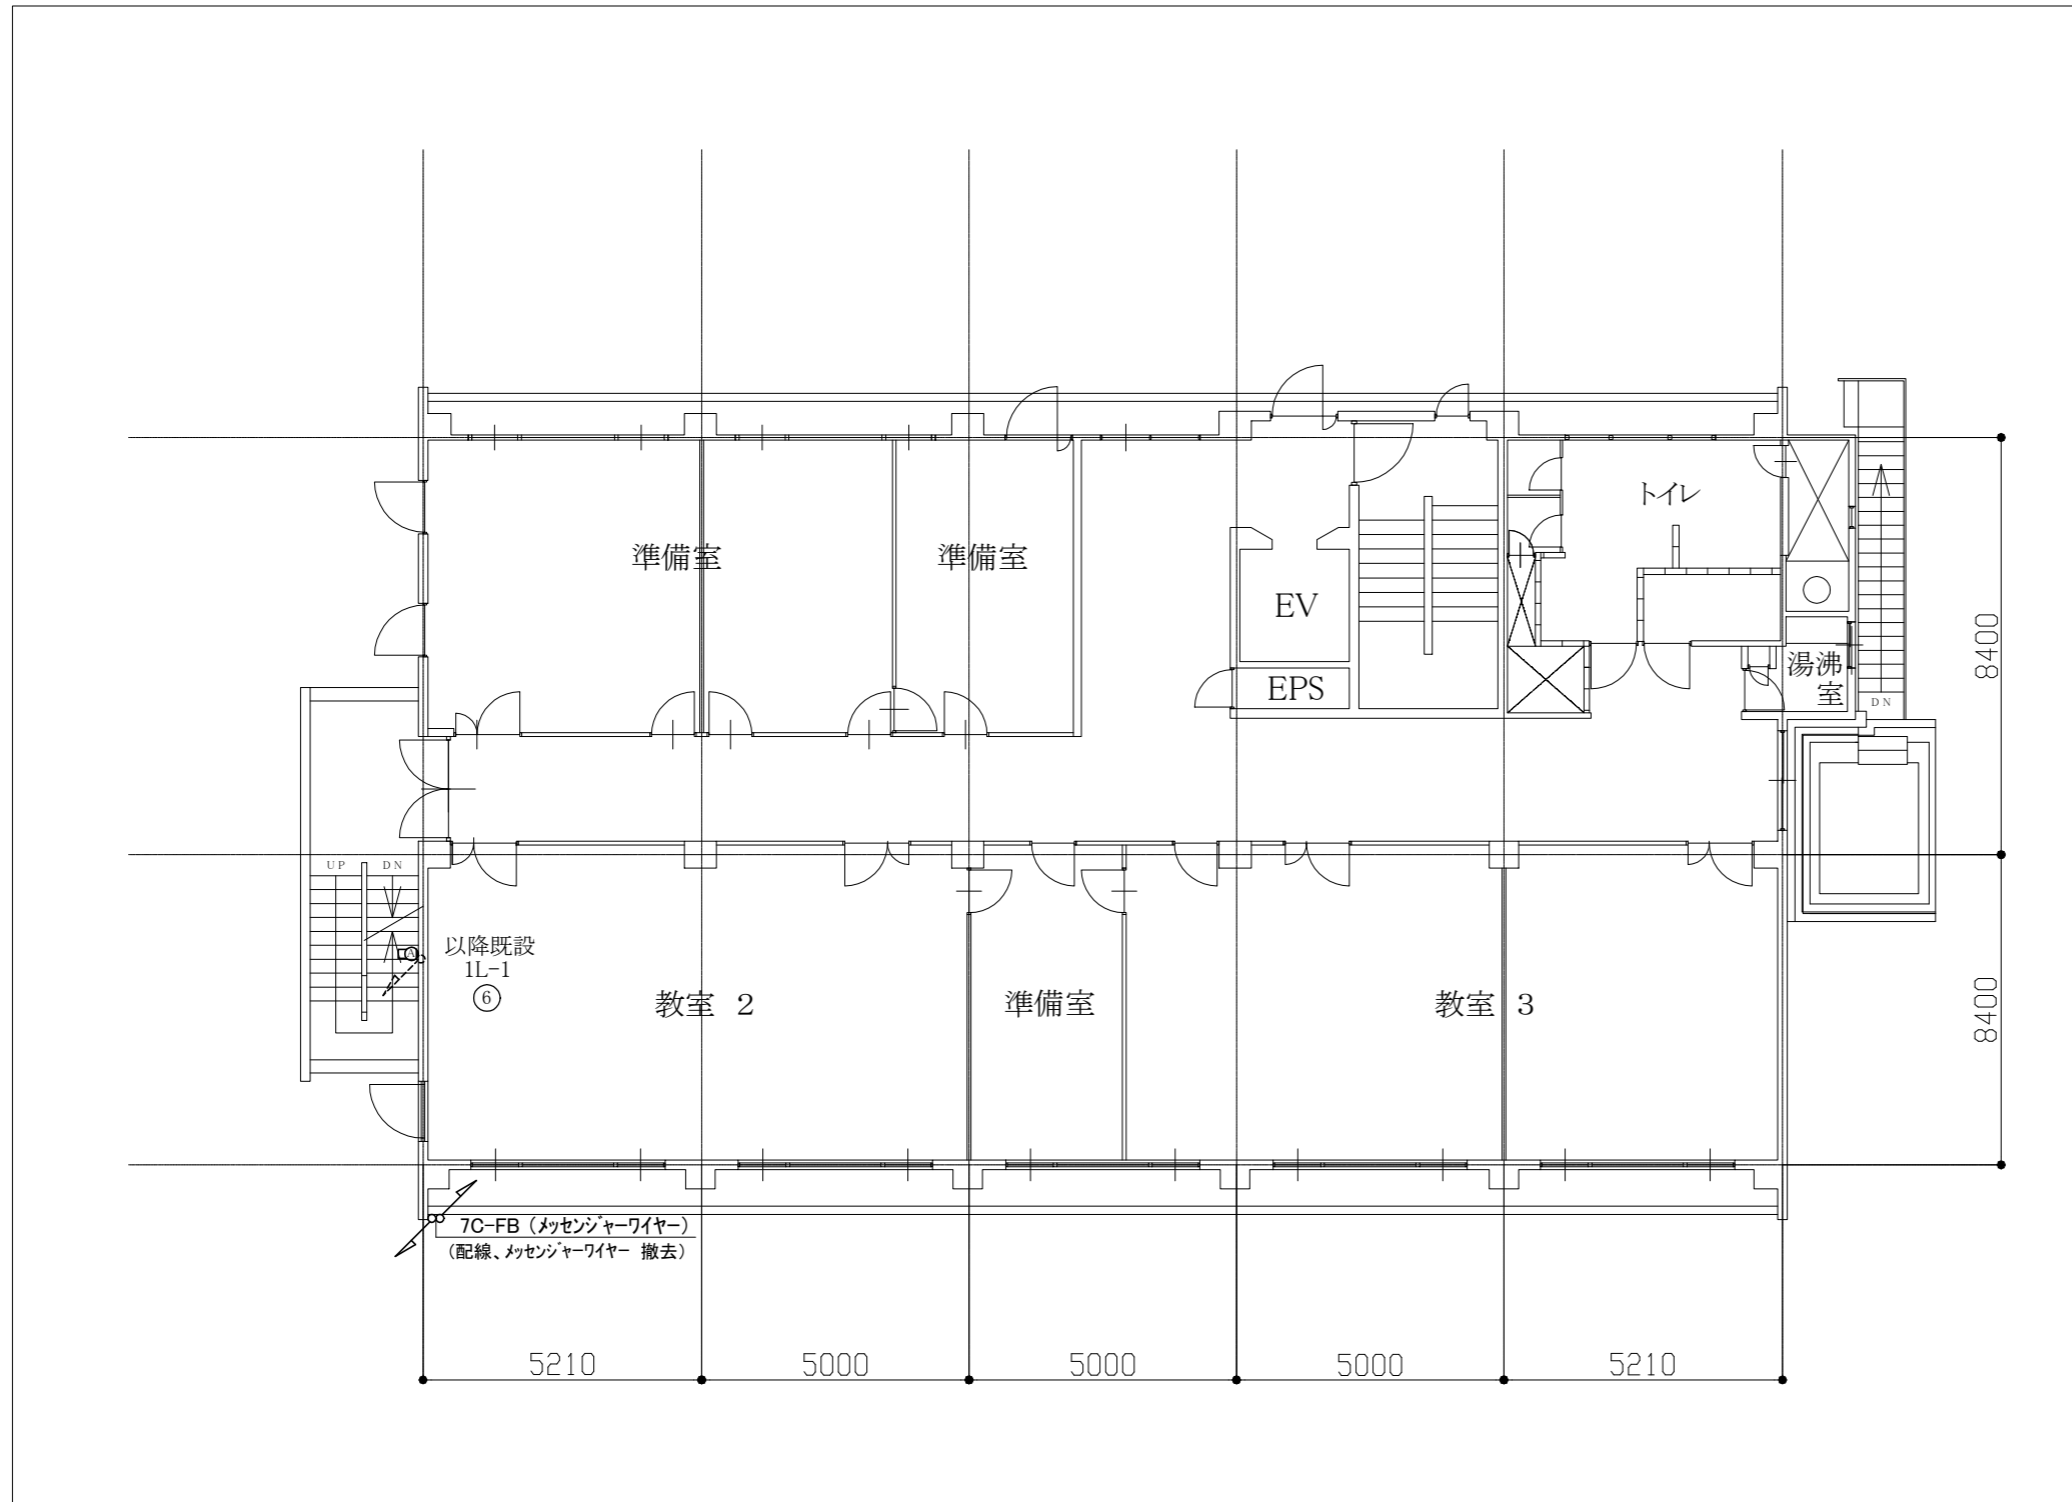 トイレ
準備室
準備室
EV
8400
湯沸
室
EPS
DN
UP
DN
以降既設
A
1L-1
6
教室 2
準備室
教室 3
8400
7C-FB (メッセンジャーワイヤー)
(配線、メッセンジャーワイヤー 撤去)
5210
5000
5000
5000
5210